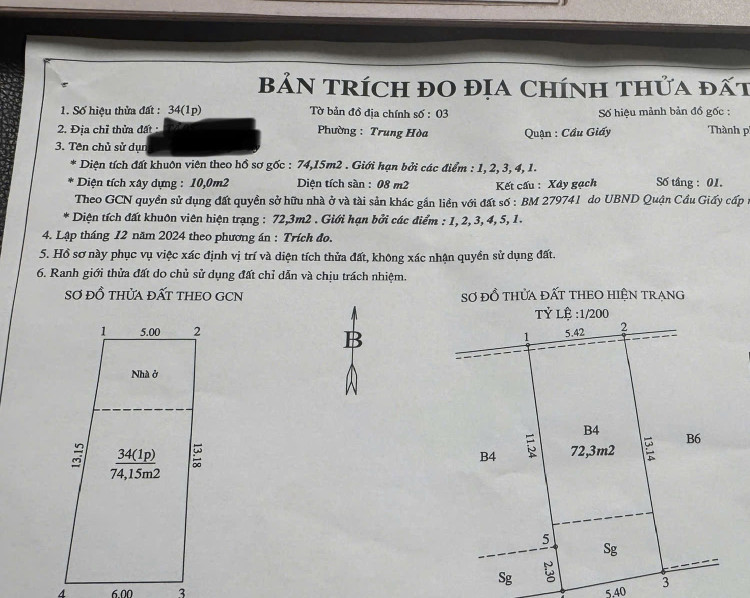 BẢN TRÍCH ĐO ĐỊA CHÍNH THỬA ĐẤT
1. Số hiệu thửa đất : 34(1p) Tờ bản đồ địa chính số : 03 Số hiệu mảnh bản đồ gốc :
2. Địa chỉ thửa đất : Phường : Trung Hòa Quận : Cầu Giấy Thành p
3. Tên chủ sử dụn
* Diện tích đất khuôn viên theo hồ sơ gốc : 74,15m2 . Giới hạn bởi các điểm : 1, 2, 3, 4, 1.
* Diện tích xây dựng : 10,0m2 Diện tích sàn : 08 m2 Kết cấu : Xây gạch Số tầng : 01.
Theo GCN quyền sử dụng đất quyền sở hữu nhà ở và tài sản khác gắn liền với đất số : BM 279741 do UBND Quận Cầu Giấy cấp
* Diện tích đất khuôn viên hiện trạng : 72,3m2 . Giới hạn bởi các điểm : 1, 2, 3, 4, 5, 1.
4. Lập tháng 12 năm 2024 theo phương án : Trích đo.
5. Hồ sơ này phục vụ việc xác định vị trí và diện tích thửa đất, không xác nhận quyền sử dụng đất.
6. Ranh giới thửa đất do chủ sử dụng đất chỉ dẫn và chịu trách nhiệm.
SƠ ĐỒ THỬA ĐẤT THEO GCN
1 5.00 2
Nhà ở
13.15
34(1p)
74,15m2
13.18
4 6.00 3
B
SƠ ĐỒ THỬA ĐẤT THEO HIỆN TRẠNG
TỶ LỆ :1/200
1 5.42 2
B4
11.24
B4
72,3m2
13.14
B6
5
Sg
2.30
Sg
3
5.40